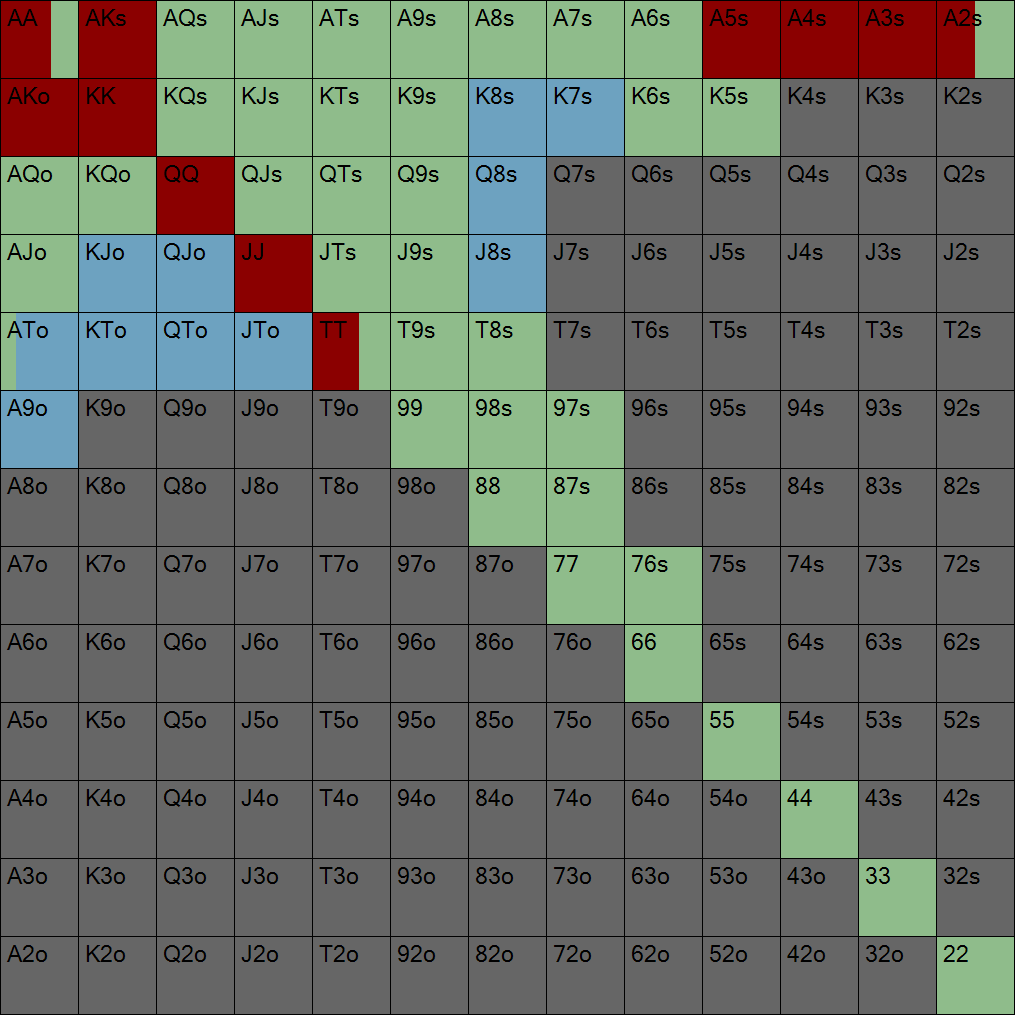 AA AKs AQs AJs ATs A9s A8s A7s A6s A5s A4s A3s A2s
AKo KK KQs KJs KTs K9s K8s K7s K6s K5s K4s K3s K2s
AQo KQo QQ QJs QTs Q9s Q8s Q7s Q6s Q5s Q4s Q3s Q2s
AJo KJo QJo JJ JTs J9s J8s J7s J6s J5s J4s J3s J2s
ATo KTo QTo JTo TT T9s T8s T7s T6s T5s T4s T3s T2s
A9o K9o Q9o J9o T9o 99 98s 97s 96s 95s 94s 93s 92s
A8o K8o Q8o J8o T8o 98o 88 87s 86s 85s 84s 83s 82s
A7o K7o Q7o J7o T7o 97o 87o 77 76s 75s 74s 73s 72s
A6o K6o Q6o J6o T6o 96o 86o 76o 66 65s 64s 63s 62s
A5o K5o Q5o J5o T5o 95o 85o 75o 65o 55 54s 53s 52s
A4o K4o Q4o J4o T4o 94o 84o 74o 64o 54o 44 43s 42s
A3o K3o Q3o J3o T3o 93o 83o 73o 63o 53o 43o 33 32s
A2o K2o Q2o J2o T2o 92o 82o 72o 62o 52o 42o 32o 22